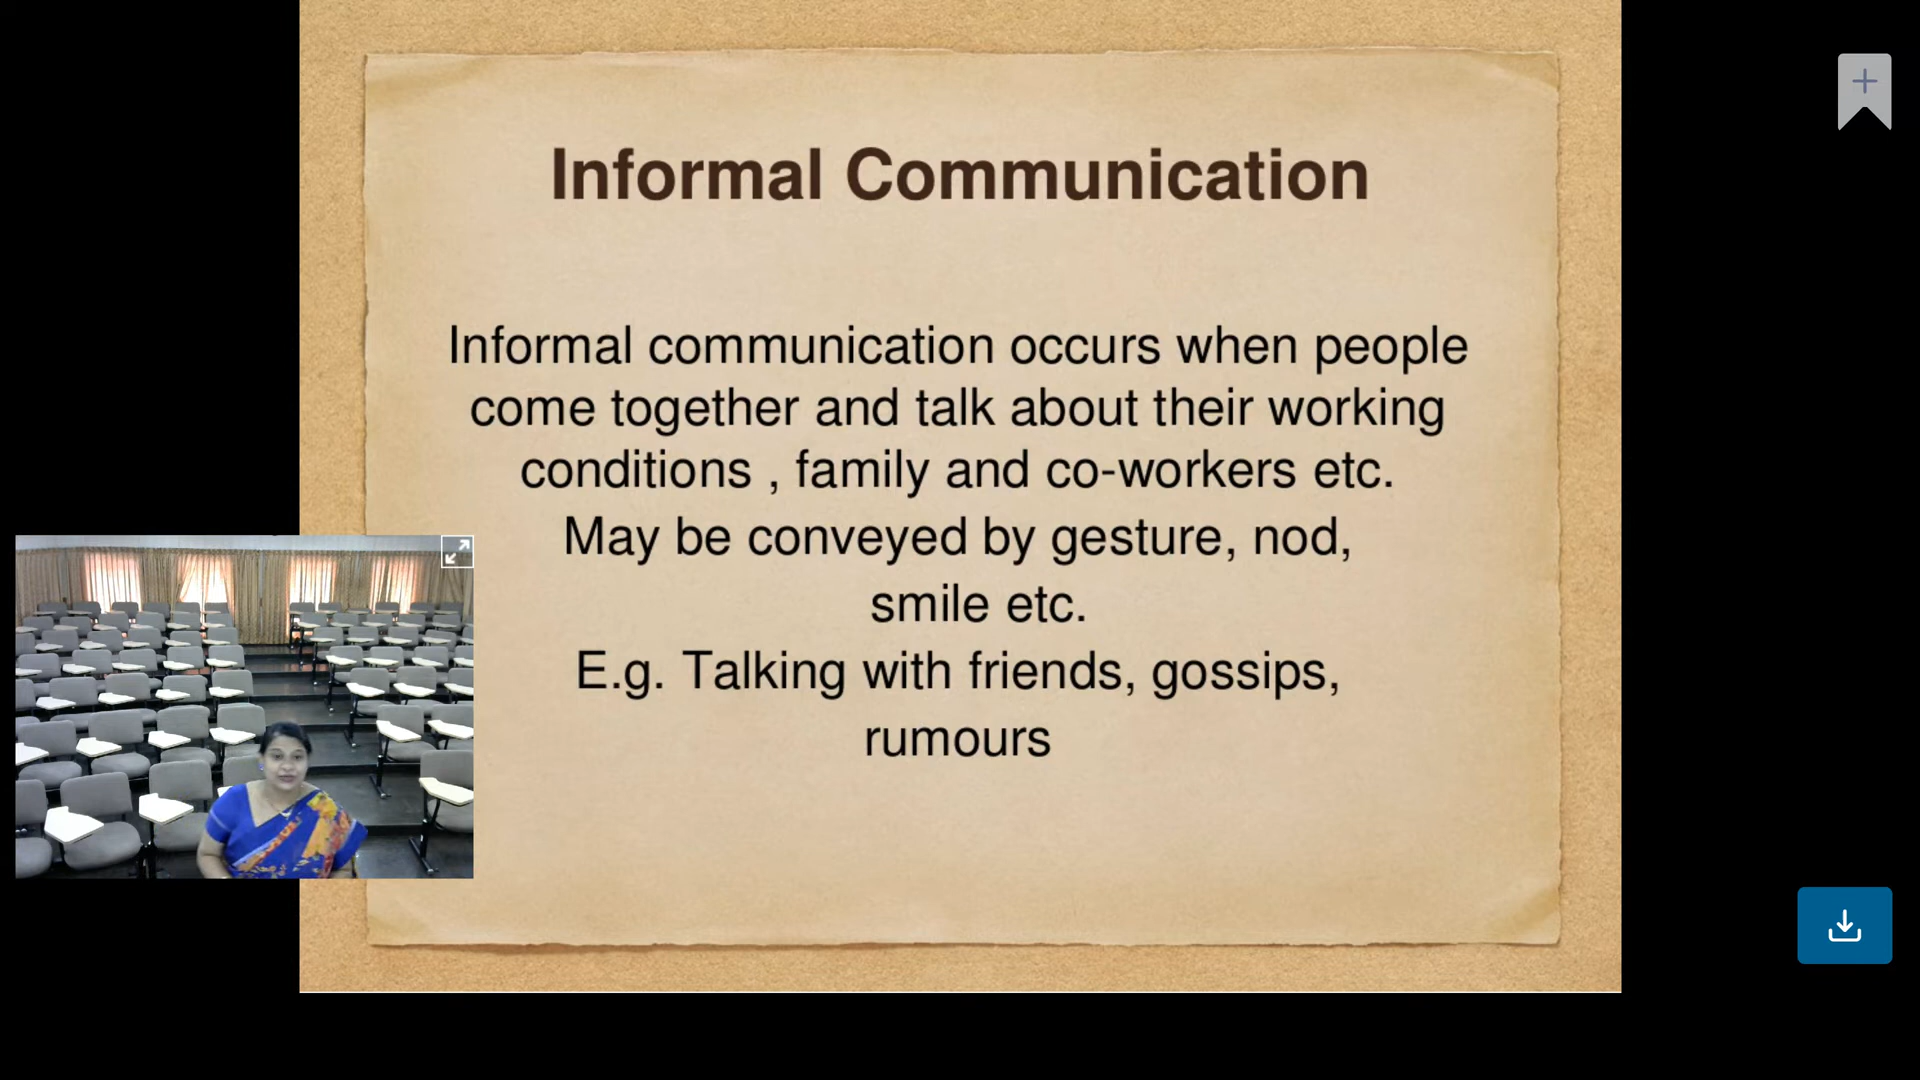 Informal Communication
Informal communication occurs when people
come together and talk about their working
conditions , family and co-workers etc.
May be conveyed by gesture, nod,
smile etc.
E.g. Talking with friends, gossips,
rumours